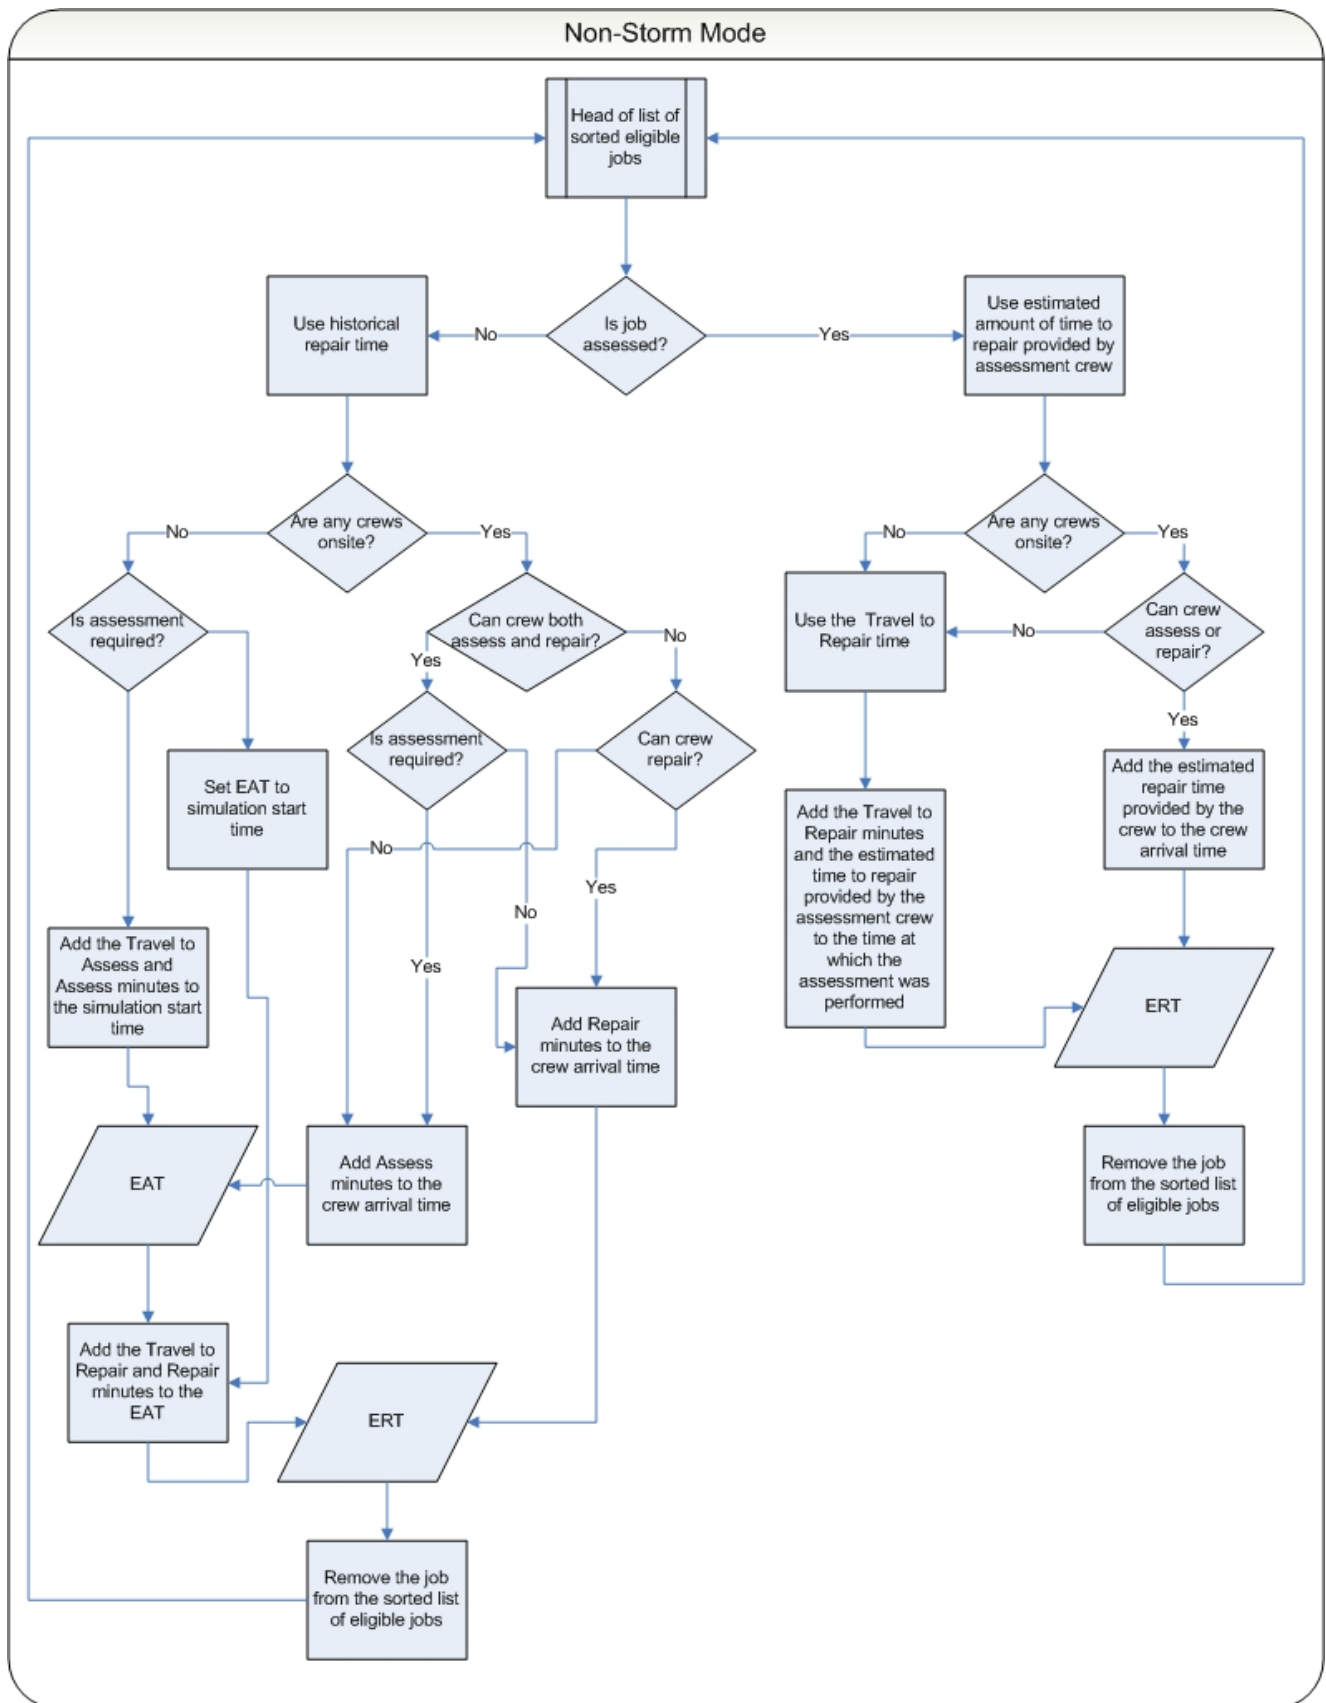 Non-Storm Mode
Head of list of
sorted eligible
jobs
Use historical
repair time
No
Is job
assessed?
Yes
Use estimated
amount of time to
repair provided by
assessment crew
No
Are any crews
onsite?
Yes
No
Are any crews
onsite?
Yes
Is assessment
required?
Can crew both
assess and repair?
No
Yes
Use the Travel to
Repair time
No
Can crew
assess or
repair?
Yes
Set EAT to
simulation start
time
Is assessment
required?
Can crew
repair?
No
Yes
No
Yes
Add the Travel to
Repair minutes
and the estimated
time to repair
provided by the
assessment crew
to the time at
which the
assessment was
performed
Add the estimated
repair time
provided by the
crew to the crew
arrival time
Add the Travel to
Assess and
Assess minutes to
the simulation start
time
Add Repair
minutes to the
crew arrival time
ERT
EAT
Add Assess
minutes to the
crew arrival time
Remove the job
from the sorted list
of eligible jobs
Add the Travel to
Repair and Repair
minutes to the
EAT
ERT
Remove the job
from the sorted list
of eligible jobs